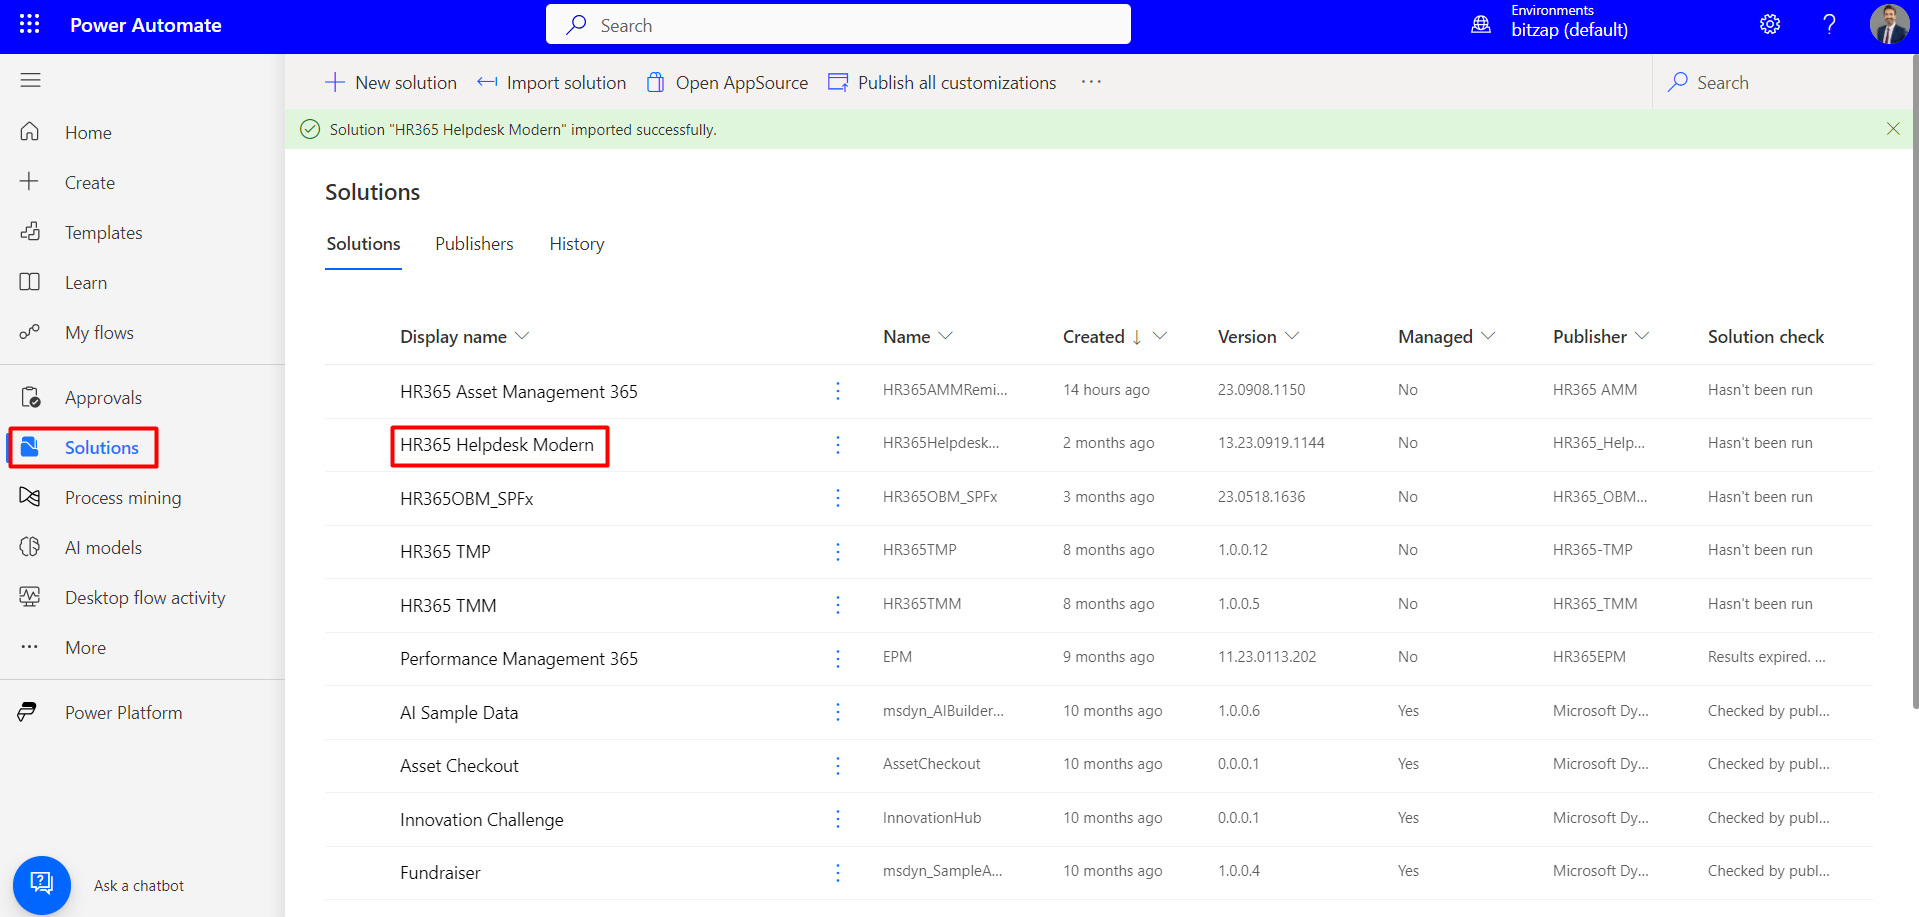 Power Automate
Search
Environments
bitzap (default)
New solution
Import solution
Open AppSource
Publish all customizations
Search
Solution "HR365 Helpdesk Modern" imported successfully.
Home
Create
Templates
Learn
My flows
Approvals
Solutions
Process mining
AI models
Desktop flow activity
More
Power Platform
Ask a chatbot
Solutions
Solutions Publishers History
Display name Name Created Version Managed Publisher Solution check
HR365 Asset Management 365 HR365AMMRemi... 14 hours ago 23.0908.1150 No HR365 AMM Hasn't been run
HR365 Helpdesk Modern HR365Helpdesk... 2 months ago 13.23.0919.1144 No HR365_Help... Hasn't been run
HR365OBM_SPFx HR365OBM_SPFx 3 months ago 23.0518.1636 No HR365_OBM... Hasn't been run
HR365 TMP HR365TMP 8 months ago 1.0.0.12 No HR365-TMP Hasn't been run
HR365 TMM HR365TMM 8 months ago 1.0.0.5 No HR365_TMM Hasn't been run
Performance Management 365 EPM 9 months ago 11.23.0113.202 No HR365EPM Results expired. ...
AI Sample Data msdyn_AIBuilder... 10 months ago 1.0.0.6 Yes Microsoft Dy... Checked by publ...
Asset Checkout AssetCheckout 10 months ago 0.0.0.1 Yes Microsoft Dy... Checked by publ...
Innovation Challenge InnovationHub 10 months ago 0.0.0.1 Yes Microsoft Dy... Checked by publ...
Fundraiser msdyn_SampleA... 10 months ago 1.0.0.4 Yes Microsoft Dy... Checked by publ...